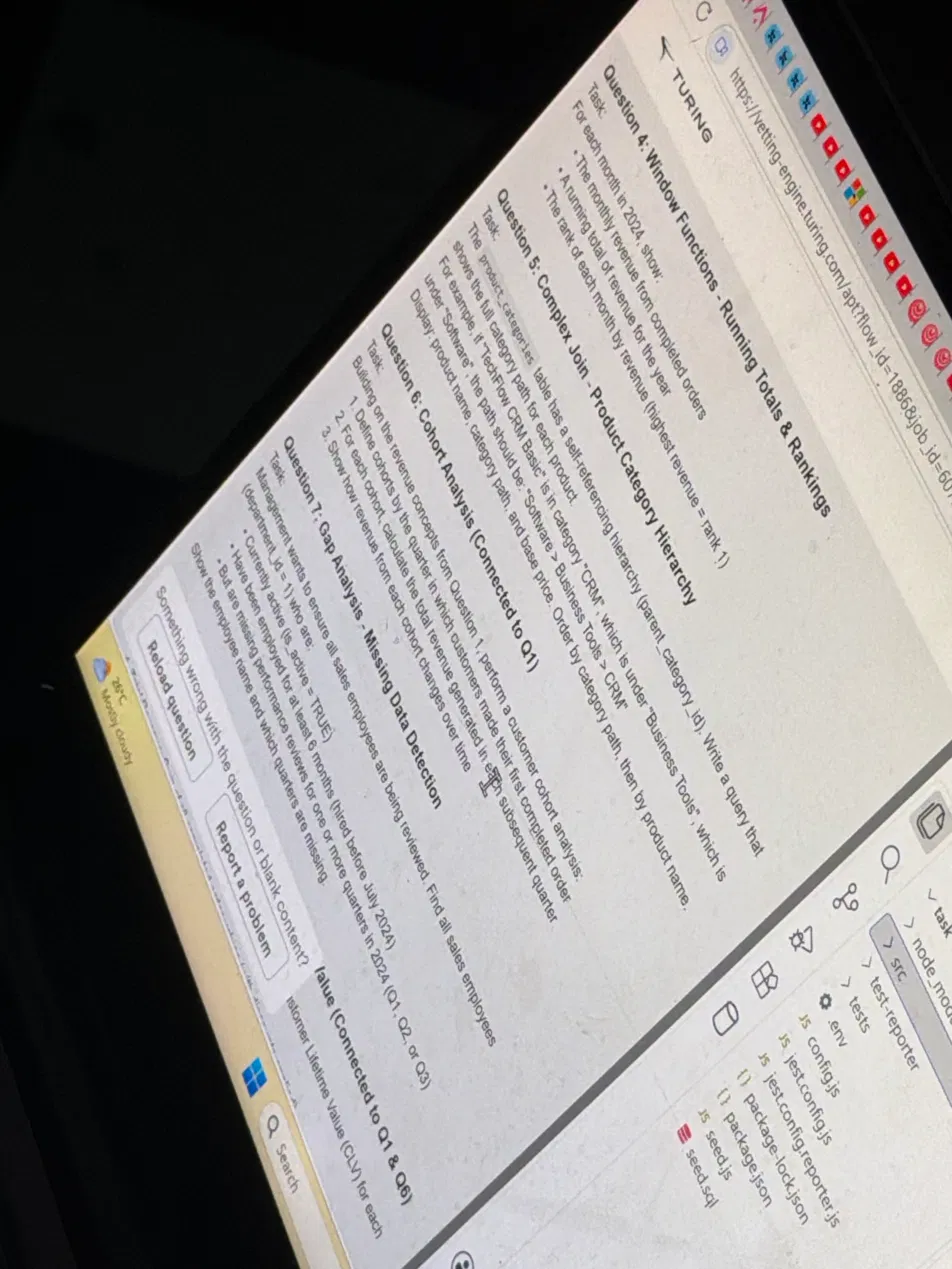 https://vetting-engine.turing.com/apt?flow_id=1886&job_id=60
TURING
Question 4: Window Functions - Running Totals & Rankings
Task:
For each month in 2024, show:
• The monthly revenue from completed orders
• A running total of revenue for the year
• The rank of each month by revenue (highest revenue = rank 1)
Question 5: Complex Join - Product Category Hierarchy
Task:
The product_categories table has a self-referencing hierarchy (parent_category_id). Write a query that
shows the full category path for each product.
For example, if "TechFlow CRM Basic" is in category "CRM", which is under "Business Tools", which is
under "Software", the path should be: "Software > Business Tools > CRM"
Display: product name, category path, and base price. Order by category path, then by product name.
Question 6: Cohort Analysis (Connected to Q1)
Task:
Building on the revenue concepts from Question 1, perform a customer cohort analysis:
1. Define cohorts by the quarter in which customers made their first completed order
2. For each cohort, calculate the total revenue generated in each subsequent quarter
3. Show how revenue from each cohort changes over time
Question 7: Gap Analysis - Missing Data Detection
Task:
Management wants to ensure all sales employees are being reviewed. Find all sales employees
(department_id = 1) who are:
• Currently active (is_active = TRUE)
• Have been employed for at least 6 months (hired before July 2024)
• But are missing performance reviews for one or more quarters in 2024 (Q1, Q2, or Q3)
Show the employee name and which quarters are missing.
Value (Connected to Q1 & Q6)
stomer Lifetime Value (CLV) for each
Something wrong with the question or blank content?
Reload question
Report a problem
26°C
Mostly cloudy
Search
task
node_mod
src
test-reporter
tests
.env
JS config.js
JS jest.config.js
JS jest.config.reporter.js
{} package-lock.json
{} package.json
JS seed.js
seed.sql